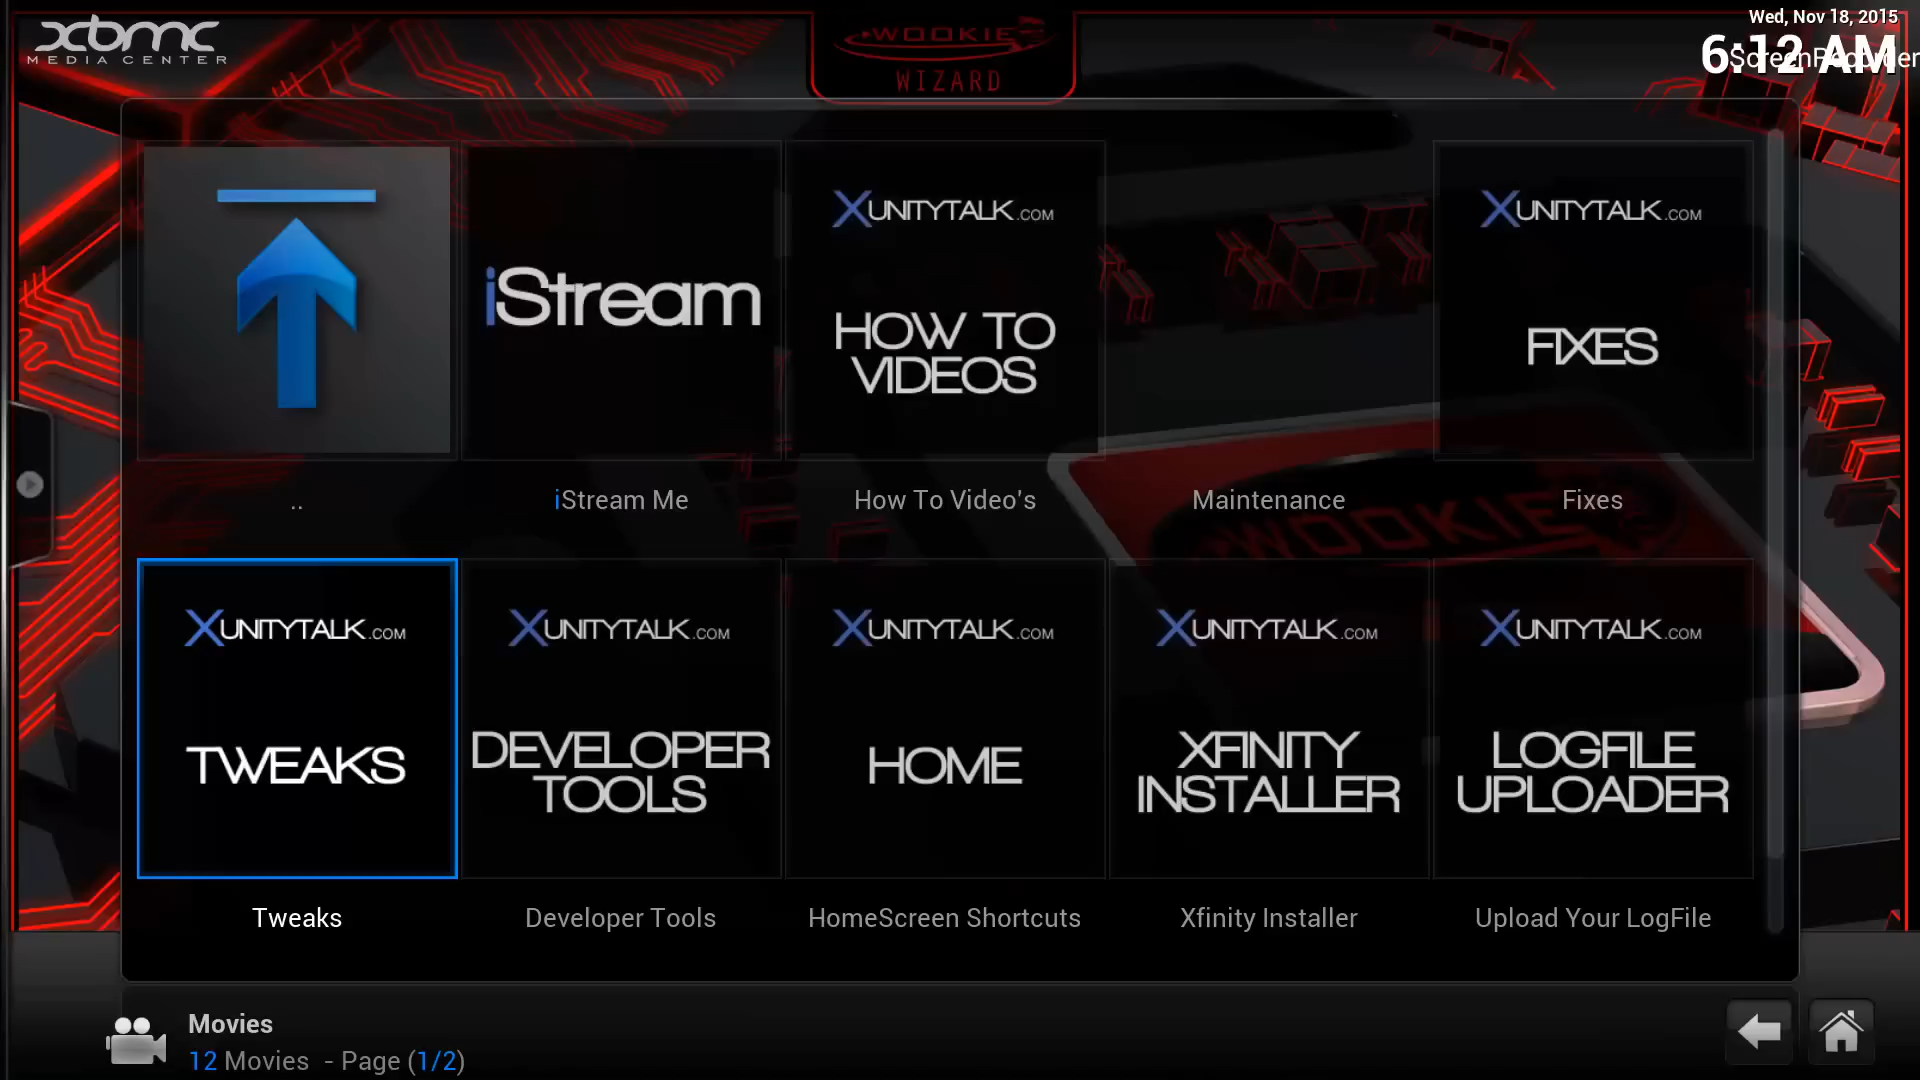 xbmc
MEDIA CENTER
WOOKIE
WIZARD
Wed, Nov 18, 2015
6:12 AM
ScreenRecorder
iStream
XUNITYTALK.COM
HOW TO
VIDEOS
XUNITYTALK.COM
FIXES
..
iStream Me
How To Video's
Maintenance
Fixes
WOOKIE
XUNITYTALK.COM
TWEAKS
XUNITYTALK.COM
DEVELOPER
TOOLS
XUNITYTALK.COM
HOME
XUNITYTALK.COM
XFINITY
INSTALLER
XUNITYTALK.COM
LOGFILE
UPLOADER
Tweaks
Developer Tools
HomeScreen Shortcuts
Xfinity Installer
Upload Your LogFile
Movies
12 Movies - Page (1/2)